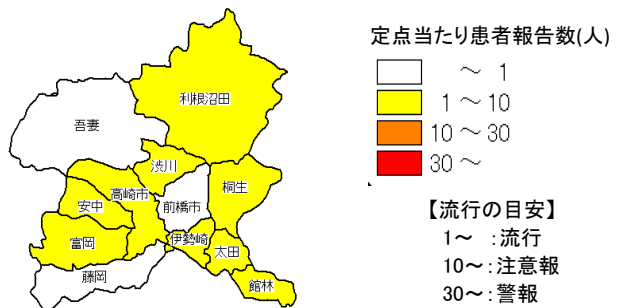 定点当たり患者報告数(人)
～ 1
1 ～ 10
10 ～ 30
30 ～
【流行の目安】
1～ ：流行
10～：注意報
30～：警報
利根沼田
吾妻
渋川
桐生
高崎市
前橋市
安中
伊勢崎
太田
富岡
藤岡
館林